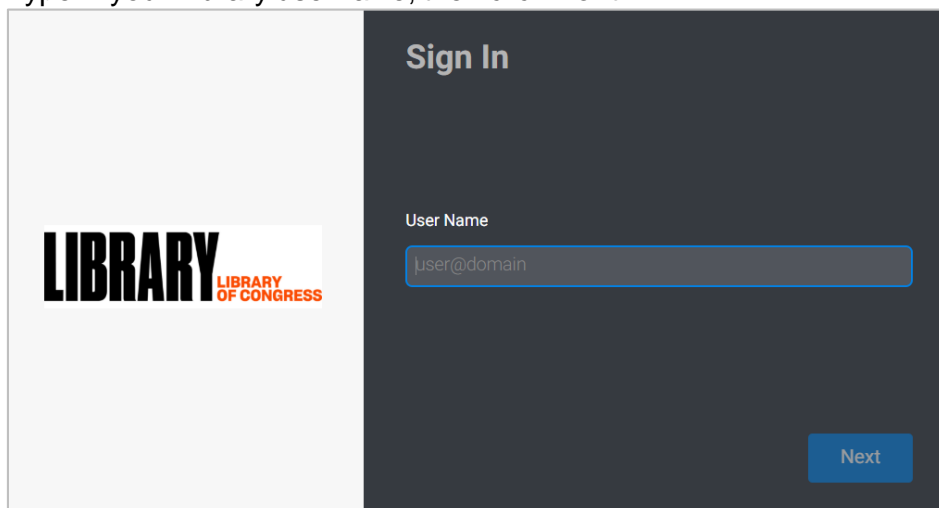 Sign In
User Name
user@domain
LIBRARY
LIBRARY
OF CONGRESS
Next